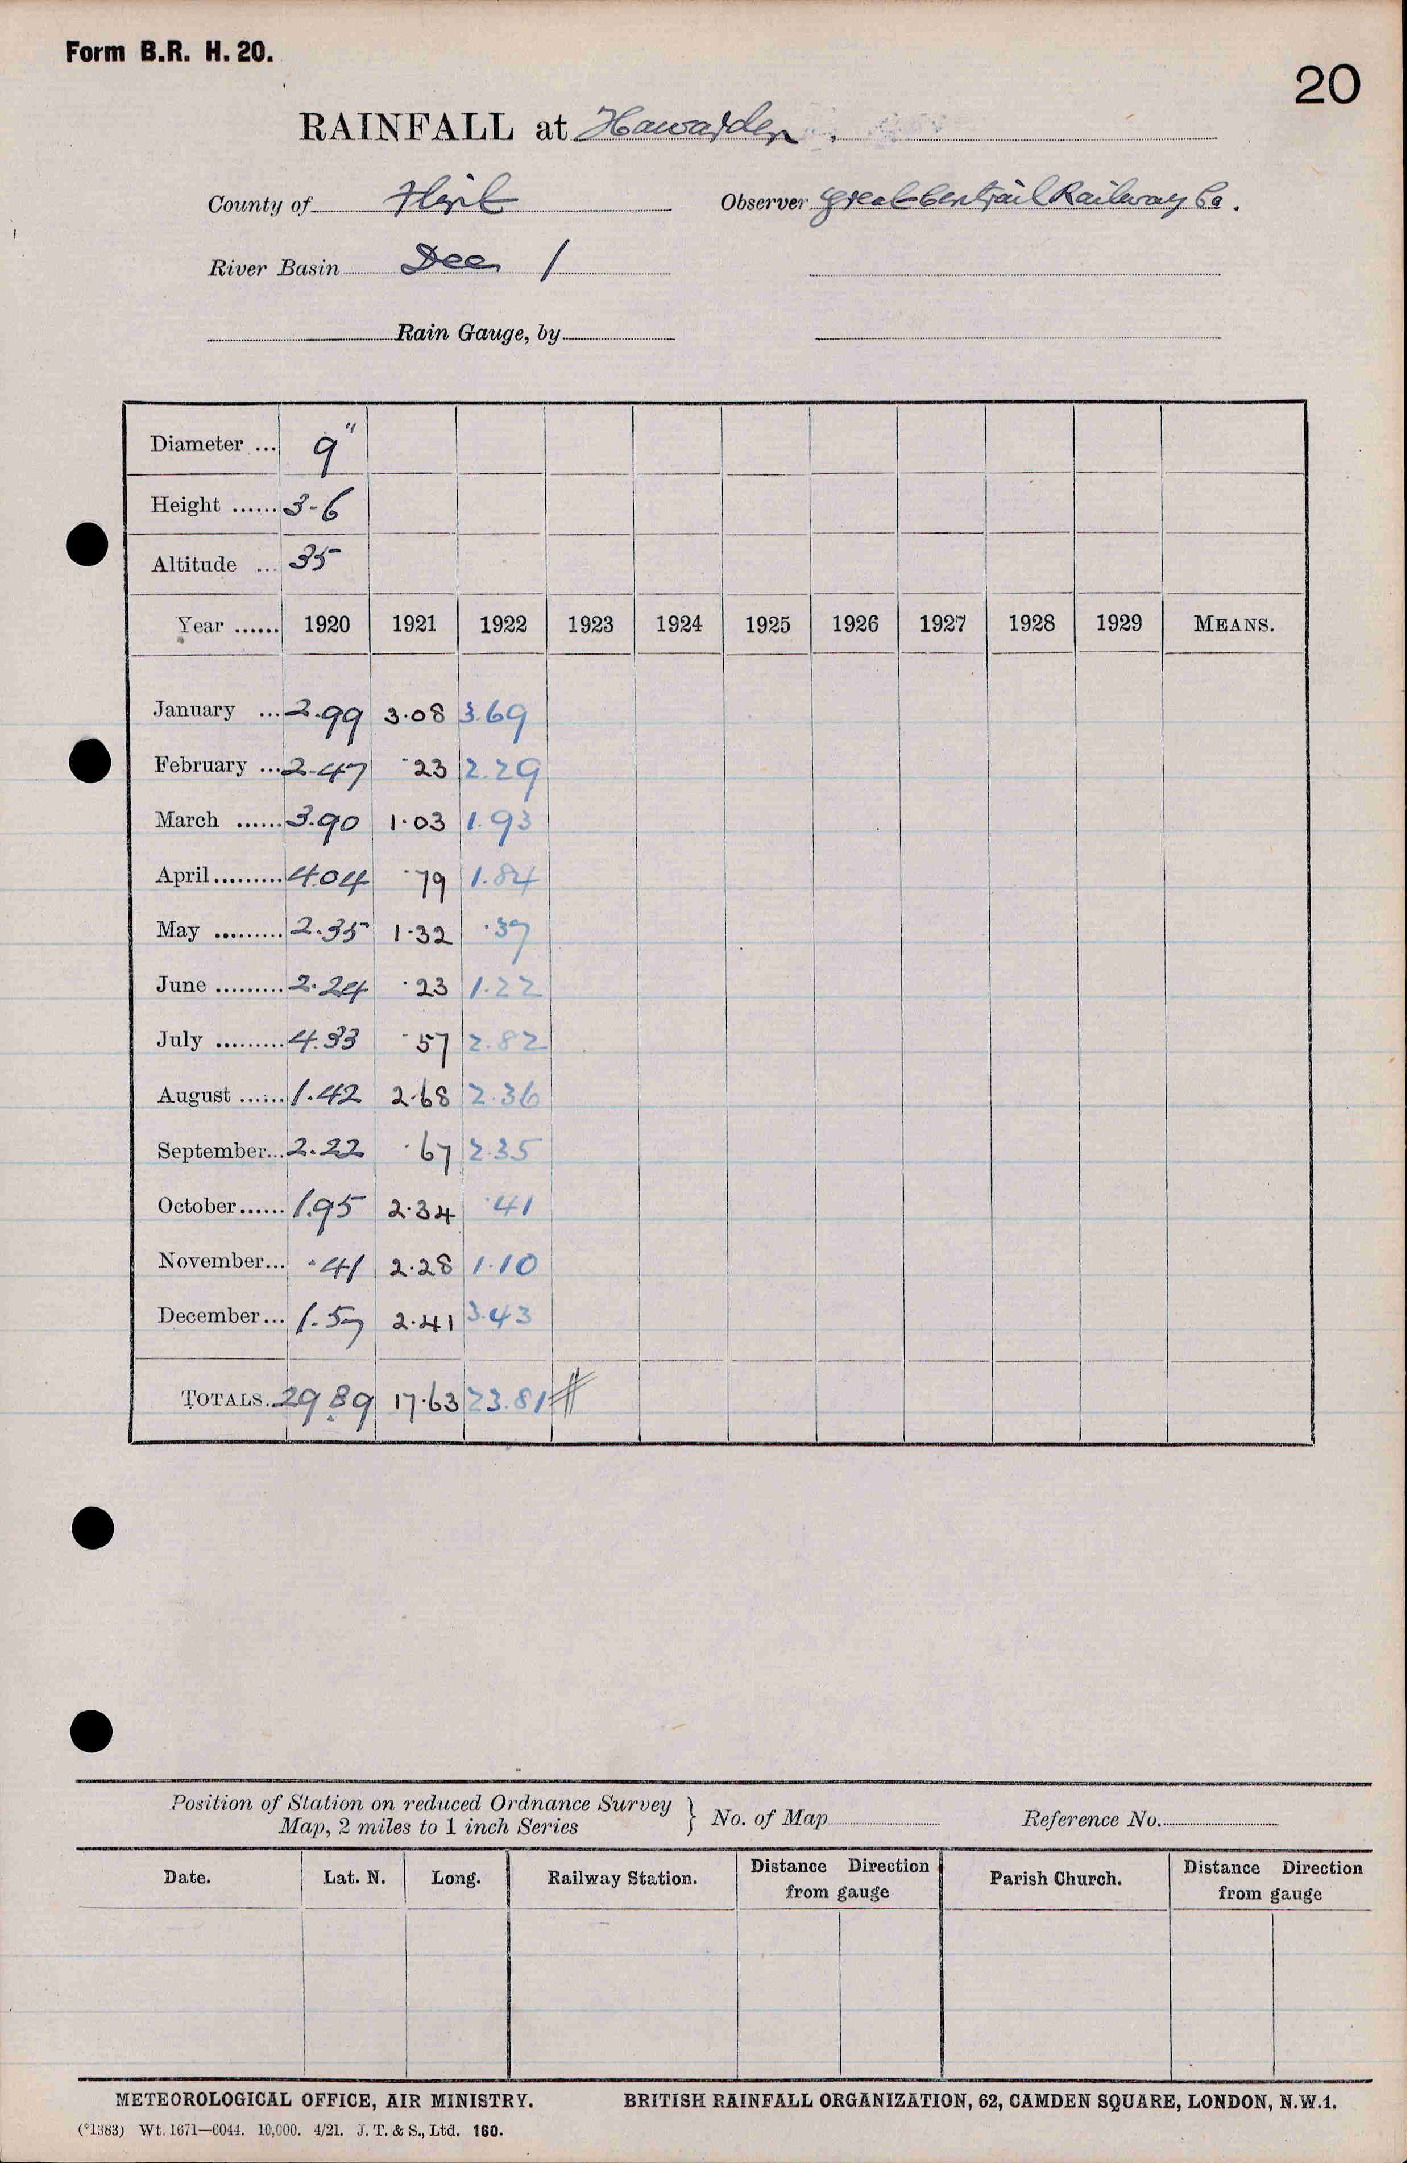 Form B.R. H. 20.
20
RAINFALL at Hawarden
County of Flint Observer Great Central Railway Co.
River Basin Dee /
Rain Gauge, by
Diameter ... 9"
Height ...... 3-6
Altitude ... 35
Year ...... 1920 1921 1922 1923 1924 1925 1926 1927 1928 1929 MEANS.
January ... 2.99 3.08 3.69
February ... 2.47 .23 2.29
March ...... 3.90 1.03 1.93
April ......... 4.04 .79 1.84
May ......... 2.35 1.32 .37
June ......... 2.24 .23 1.22
July ......... 4.33 .57 2.82
August ...... 1.42 2.68 2.36
September... 2.22 .67 2.35
October...... 1.95 2.34 .41
November... .41 2.28 1.10
December... 1.57 2.41 3.43
TOTALS. 29.89 17.63 23.81
Position of Station on reduced Ordnance Survey
Map, 2 miles to 1 inch Series } No. of Map Reference No.
Date. Lat. N. Long. Railway Station. Distance Direction from gauge Parish Church. Distance Direction from gauge
METEOROLOGICAL OFFICE, AIR MINISTRY. BRITISH RAINFALL ORGANIZATION, 62, CAMDEN SQUARE, LONDON, N.W.1.
(*1383) Wt. 1671—0044. 10,000. 4/21. J. T. & S., Ltd. 160.